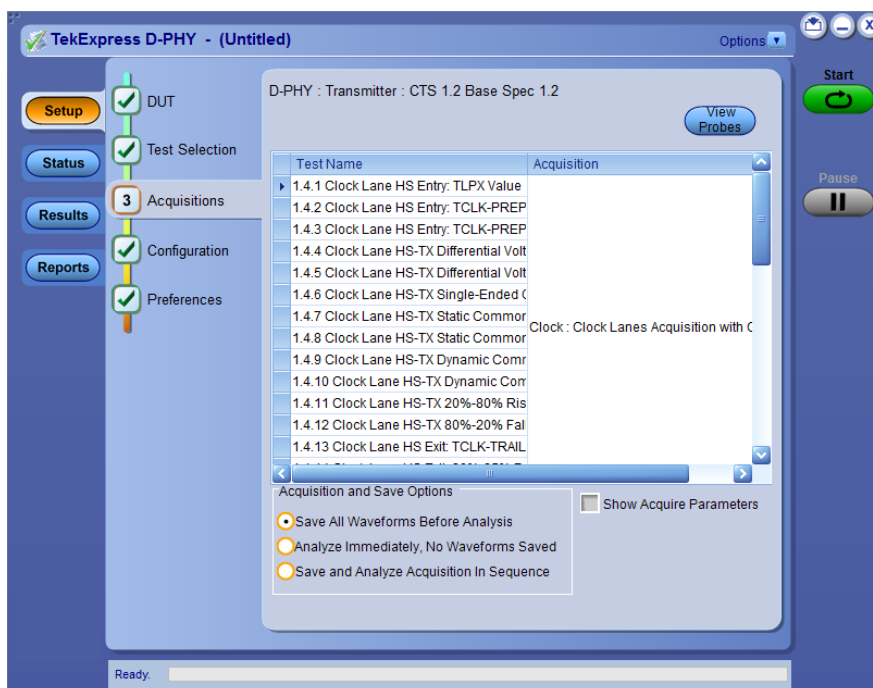 TekExpress D-PHY - (Untitled)
Options
Start
Pause
Setup
Status
Results
Reports
DUT
Test Selection
3 Acquisitions
Configuration
Preferences
D-PHY : Transmitter : CTS 1.2 Base Spec 1.2
View
Probes
Test Name Acquisition
1.4.1 Clock Lane HS Entry: TLPX Value
1.4.2 Clock Lane HS Entry: TCLK-PREP
1.4.3 Clock Lane HS Entry: TCLK-PREP
1.4.4 Clock Lane HS-TX Differential Volt
1.4.5 Clock Lane HS-TX Differential Volt
1.4.6 Clock Lane HS-TX Single-Ended
1.4.7 Clock Lane HS-TX Static Commor
1.4.8 Clock Lane HS-TX Static Commor
Clock : Clock Lanes Acquisition with
1.4.9 Clock Lane HS-TX Dynamic Comr
1.4.10 Clock Lane HS-TX Dynamic Com
1.4.11 Clock Lane HS-TX 20%-80% Ris
1.4.12 Clock Lane HS-TX 80%-20% Fal
1.4.13 Clock Lane HS Exit: TCLK-TRAIL
Acquisition and Save Options
Save All Waveforms Before Analysis
Analyze Immediately, No Waveforms Saved
Save and Analyze Acquisition In Sequence
Show Acquire Parameters
Ready.